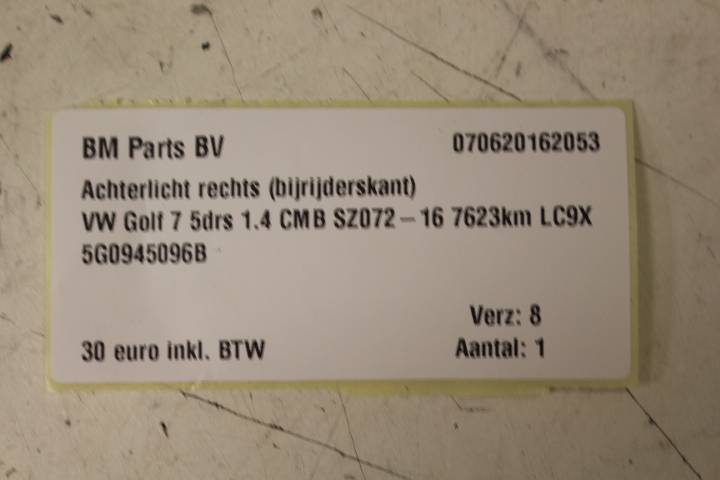 BM Parts BV 070620162053
Achterlicht rechts (bijrijderskant)
VW Golf 7 5drs 1.4 CMB SZ072-16 7623km LC9X
5G0945096B
Verz: 8
30 euro inkl. BTW Aantal: 1